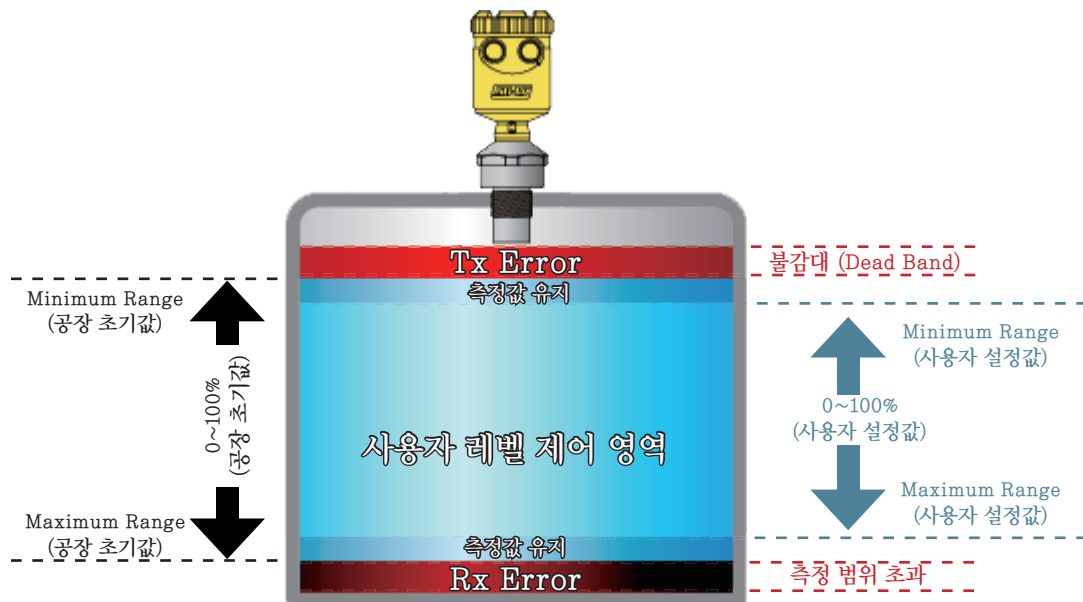 Tx Error
불감대 (Dead Band)
측정값 유지
Minimum Range
(공장 초기값)
Minimum Range
(사용자 설정값)
0~100%
(공장 초기값)
0~100%
(사용자 설정값)
사용자 레벨 제어 영역
Maximum Range
(사용자 설정값)
Maximum Range
(공장 초기값)
측정값 유지
Rx Error
측정 범위 초과